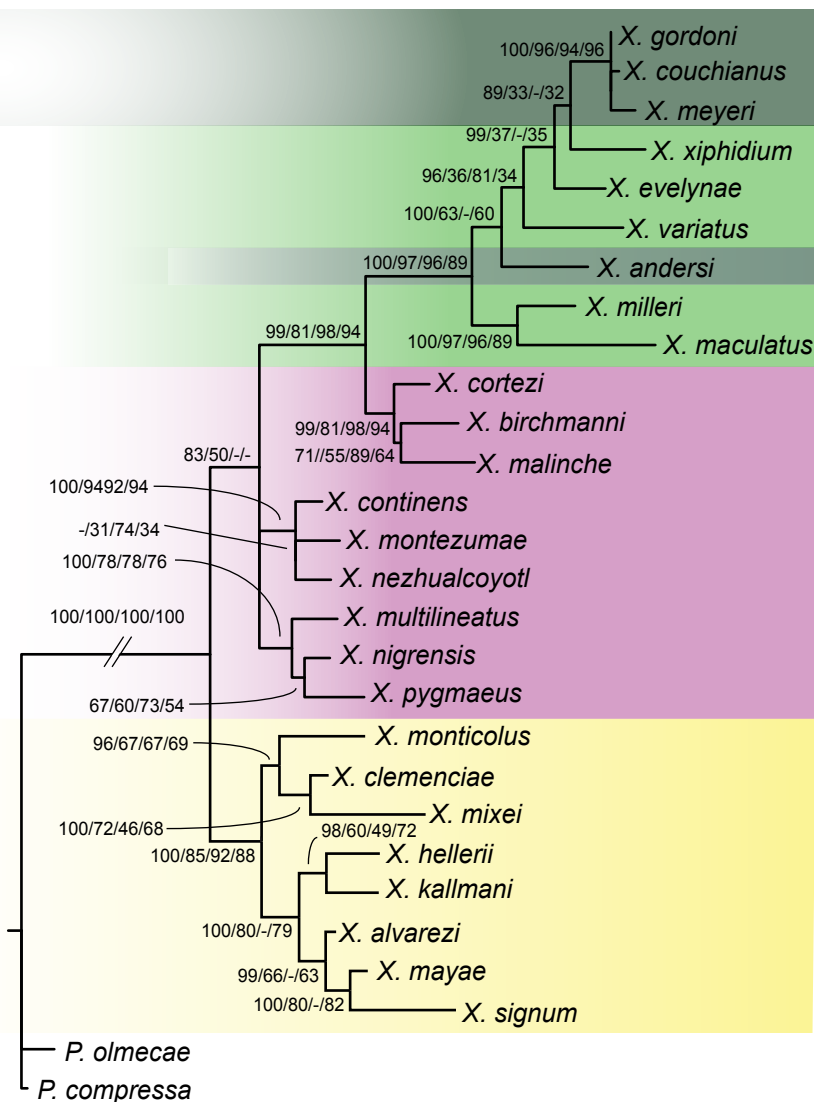 X. gordoni
100/96/94/96
X. couchianus
89/33/-/32
X. meyeri
99/37/-/35
X. xiphidium
96/36/81/34
X. evelynae
100/63/-/60
X. variatus
100/97/96/89
X. andersi
X. milleri
99/81/98/94
100/97/96/89
X. maculatus
X. cortezi
X. birchmanni
99/81/98/94
83/50/-/-
71//55/89/64
X. malinche
100/9492/94
X. continens
-/31/74/34
X. montezumae
100/78/78/76
X. nezhualcoyotl
100/100/100/100
X. multilineatus
X. nigrensis
67/60/73/54
X. pygmaeus
96/67/67/69
X. monticolus
X. clemenciae
100/72/46/68
X. mixei
98/60/49/72
100/85/92/88
X. hellerii
X. kallmani
100/80/-/79
X. alvarezi
99/66/-/63
X. mayae
100/80/-/82
X. signum
P. olmecae
P. compressa